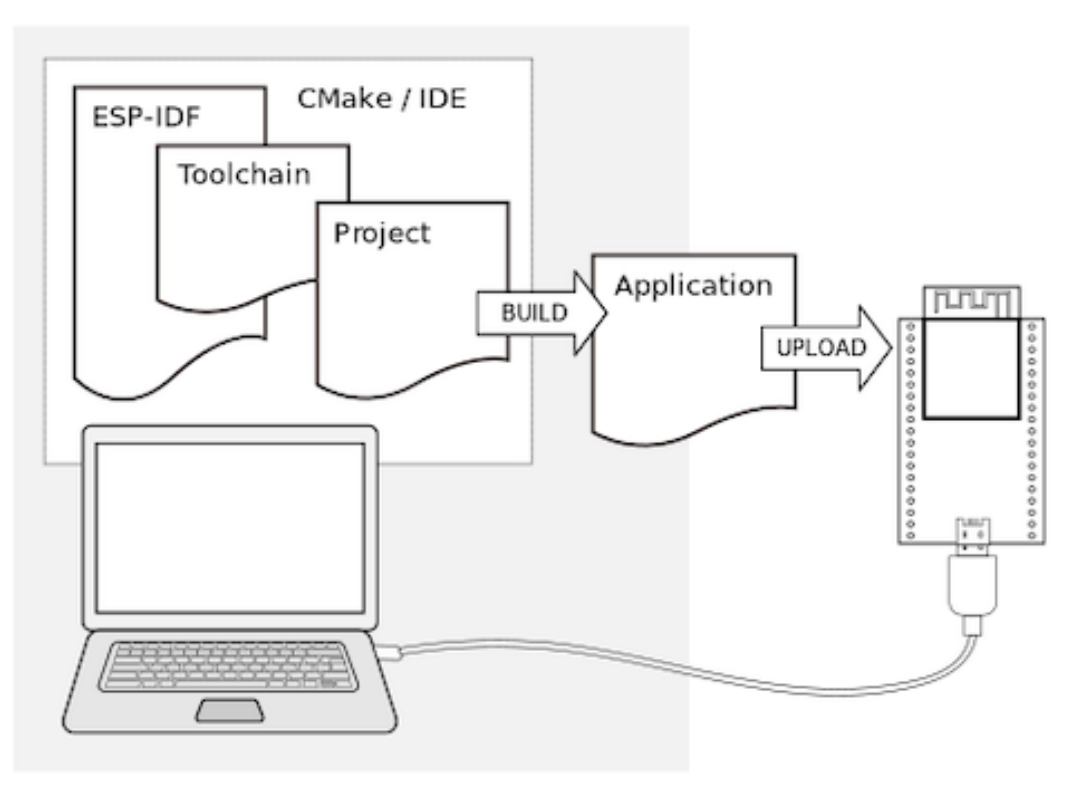 ESP-IDF
CMake / IDE
Toolchain
Project
BUILD
Application
UPLOAD